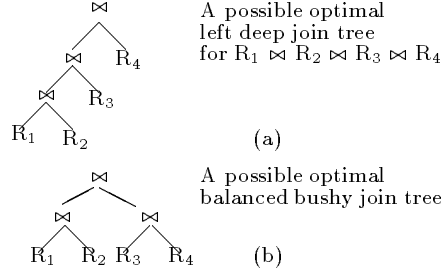 ⋈
A possible optimal
left deep join tree
for R₁ ⋈ R₂ ⋈ R₃ ⋈ R₄
⋈ R₄
⋈ R₃
R₁ R₂
(a)
⋈
A possible optimal
balanced bushy join tree
⋈ ⋈
R₁ R₂ R₃ R₄
(b)